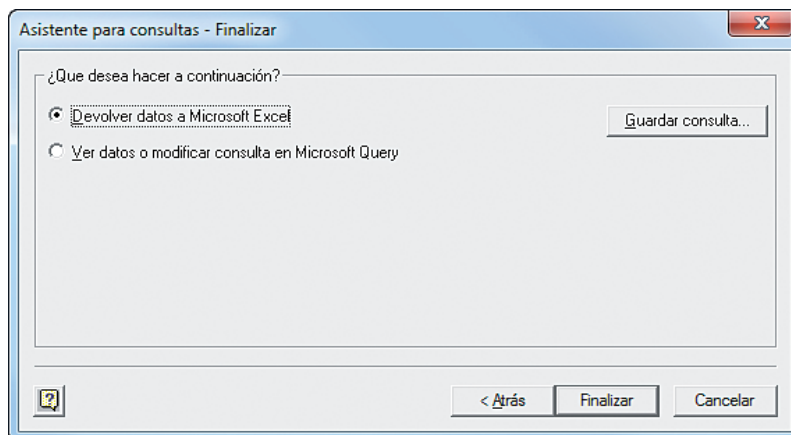 Asistente para consultas - Finalizar
¿Que desea hacer a continuación?
Devolver datos a Microsoft Excel
Guardar consulta...
Ver datos o modificar consulta en Microsoft Query
?
< Atrás
Finalizar
Cancelar